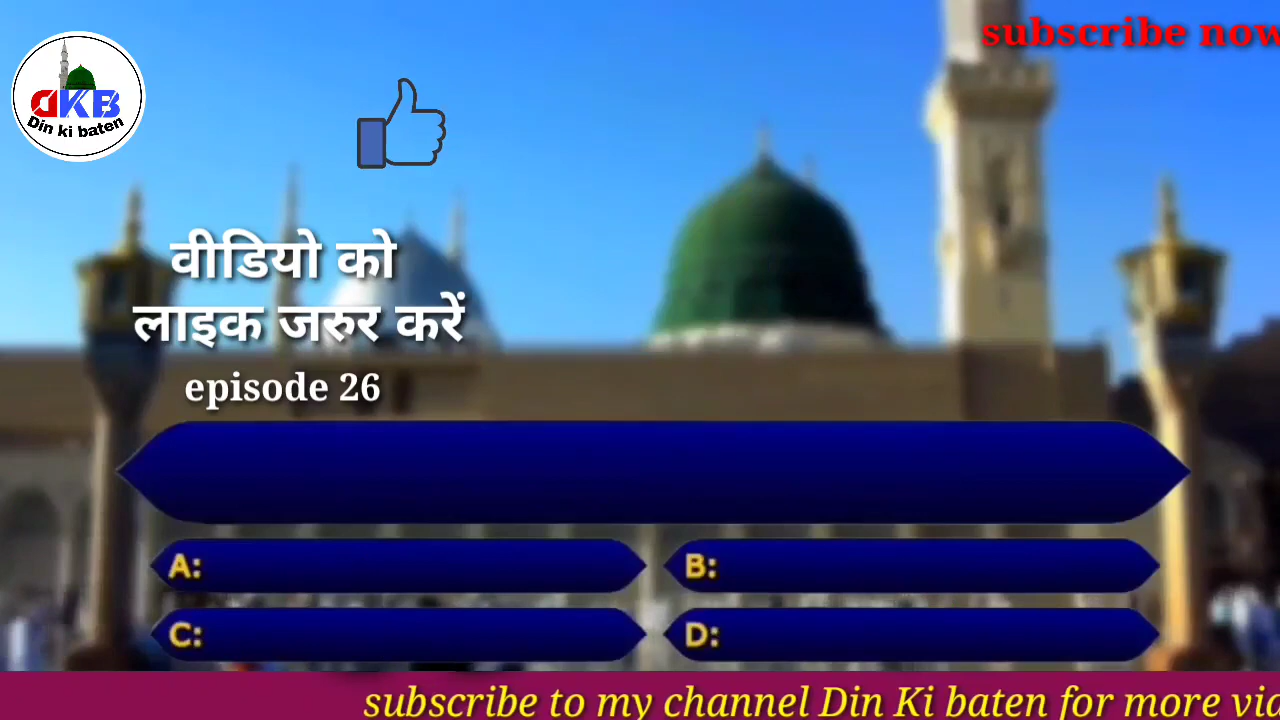 subscribe now
DKB
Din ki baten
वीडियो को
लाइक जरुर करें
episode 26
A:
B:
C:
D:
subscribe to my channel Din Ki baten for more vid